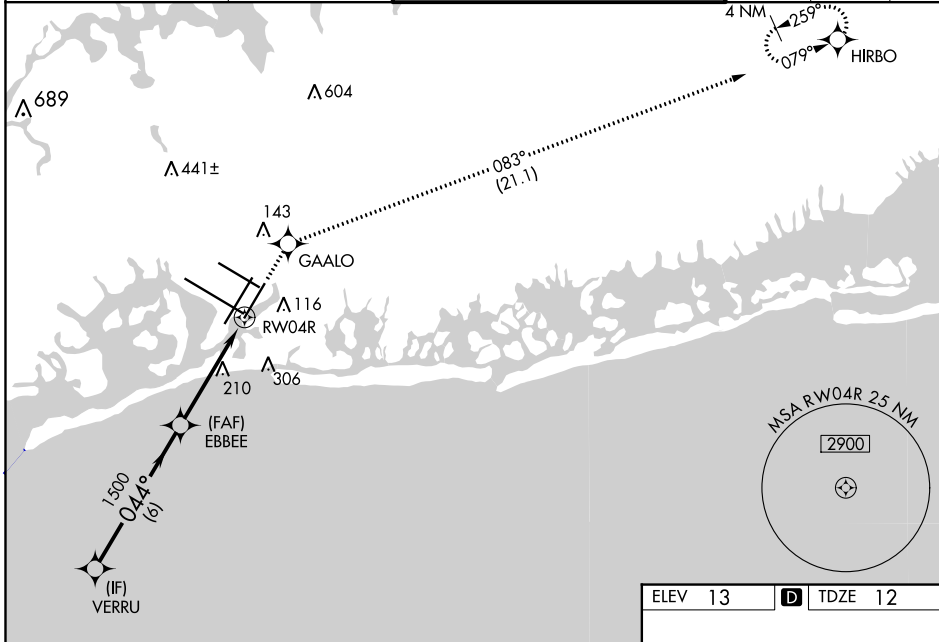 4 NM
259°
079°
HIRBO
689
604
441±
083°
(21.1)
143
GAALO
116
RW04R
210
306
(FAF)
EBBEE
1500
044°
(6)
(IF)
VERRU
MSA RW04R 25 NM
2900
ELEV 13 D TDZE 12